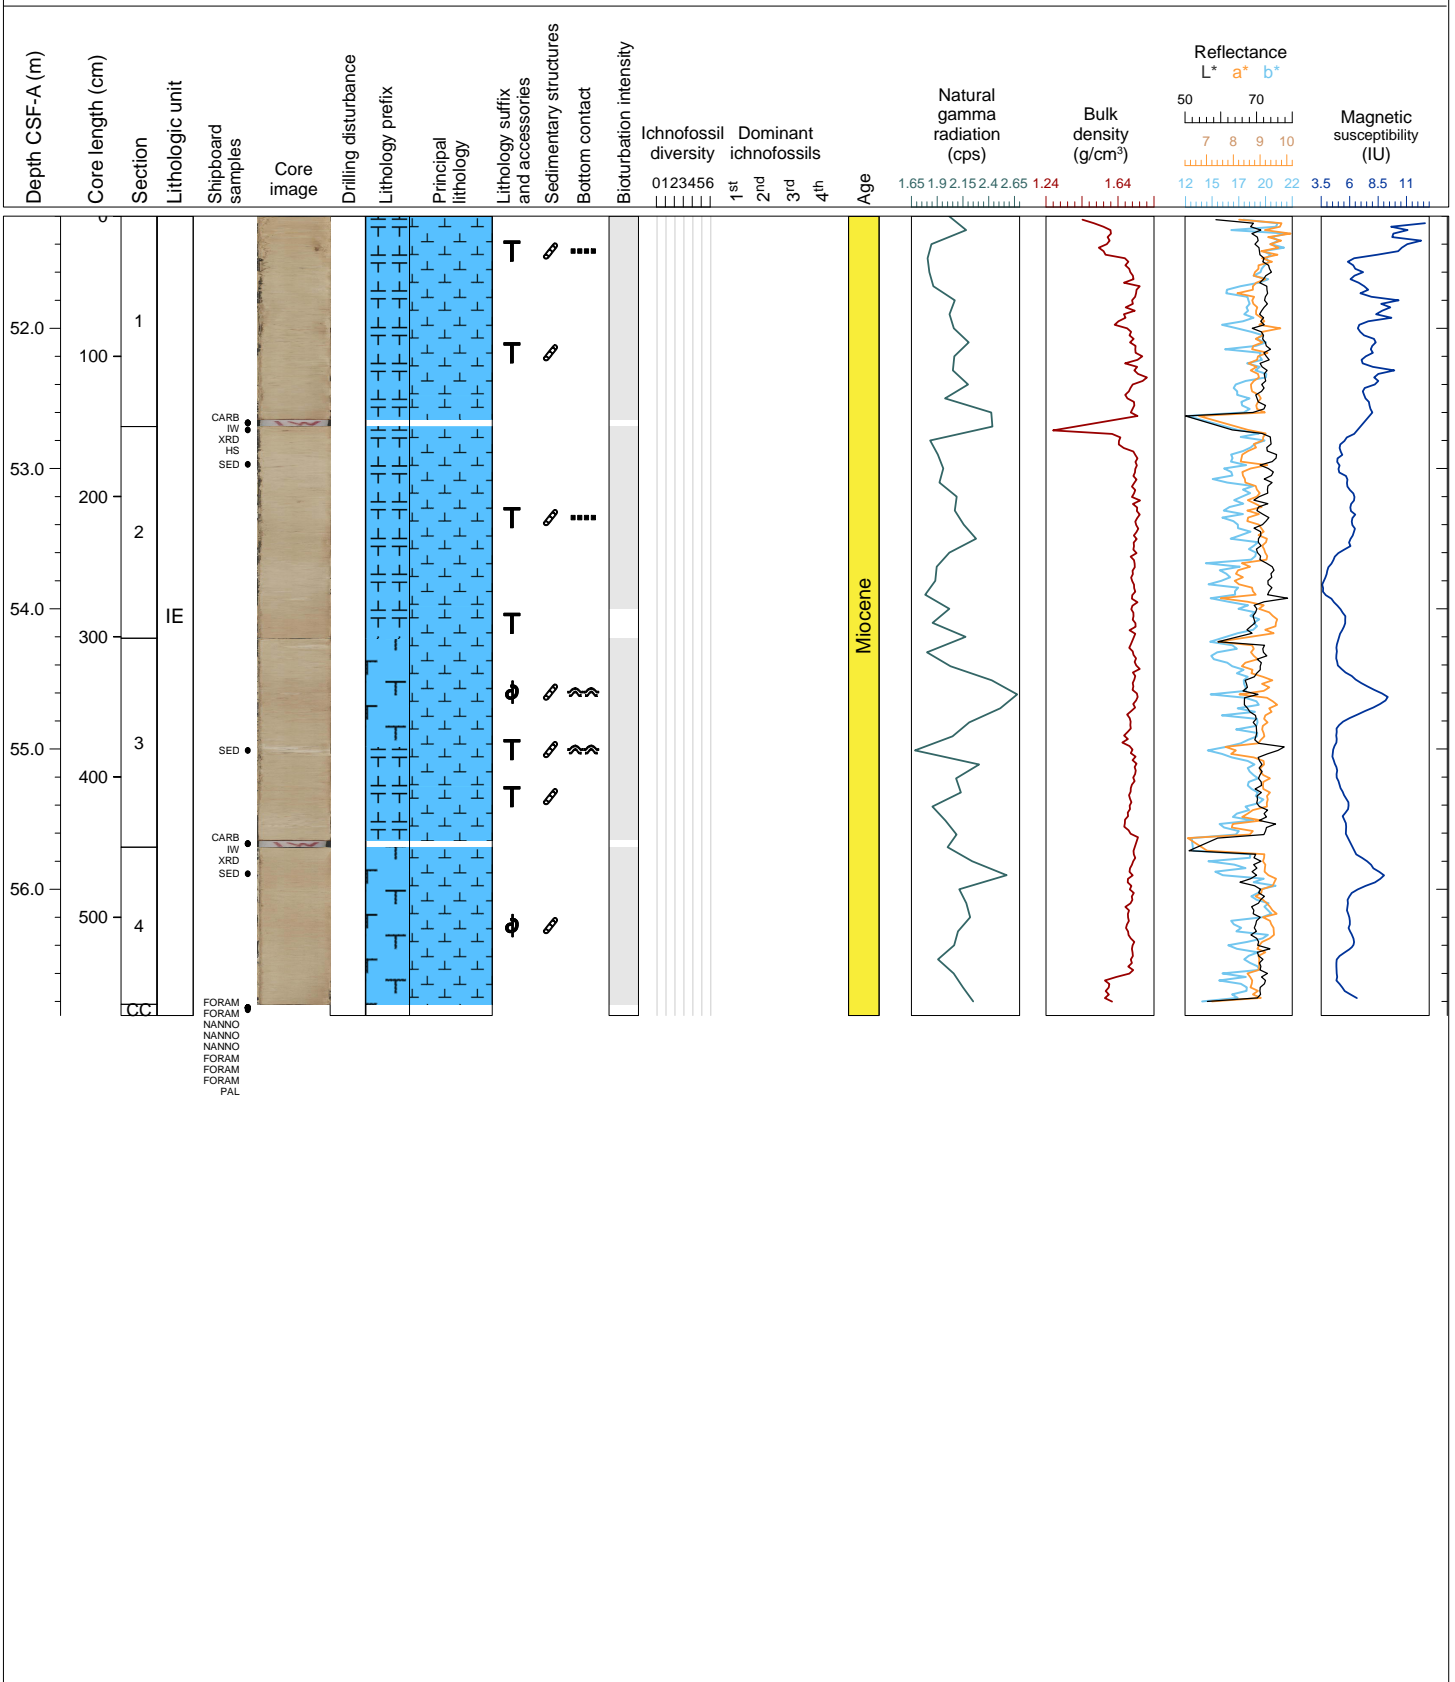 Depth CSF-A (m)
Core length (cm)
Section
Lithologic unit
Shipboard
samples
Core
image
Drilling disturbance
Lithology prefix
Principal
lithology
Lithology suffix
and accessories
Sedimentary structures
Bottom contact
Bioturbation intensity
Ichnofossil
diversity
0123456
Dominant
ichnofossils
1st
2nd
3rd
4th
Age
Natural
gamma
radiation
(cps)
1.65 1.9 2.15 2.4 2.65
Bulk
density
(g/cm3)
1.24 1.64
Reflectance
L* a* b*
50 70
7 8 9 10
12 15 17 20 22
Magnetic
susceptibility
(IU)
3.5 6 8.5 11
0
1
52.0
100
CARB
IW
XRD
HS
SED
IW
53.0
200
2
54.0
IE
300
Miocene
3
SED
55.0
400
CARB
IW
XRD
SED
IW
56.0
500
4
CC
FORAM
FORAM
NANNO
NANNO
NANNO
FORAM
FORAM
FORAM
PAL